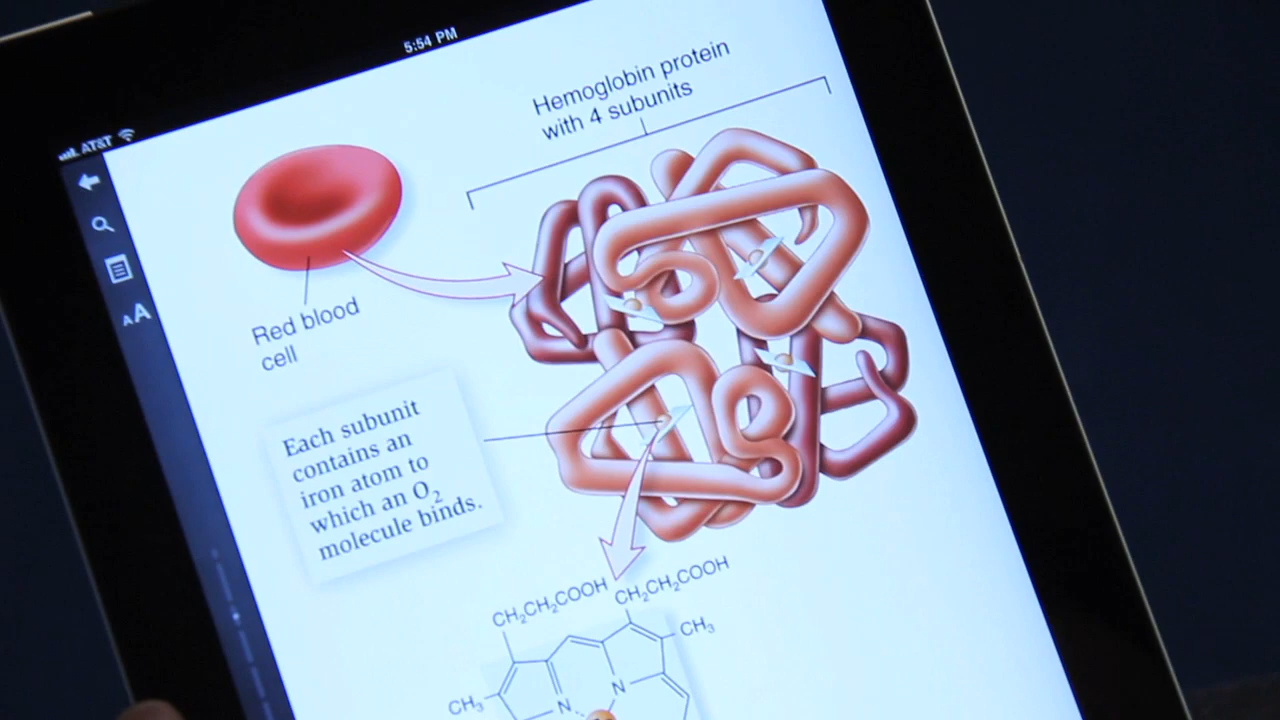 5:54 PM
AT&T
AA
Hemoglobin protein
with 4 subunits
Red blood
cell
Each subunit
contains an
iron atom to
which an O₂
molecule binds.
CH₂CH₂COOH
CH₂CH₂COOH
CH₃
CH₃
N
N